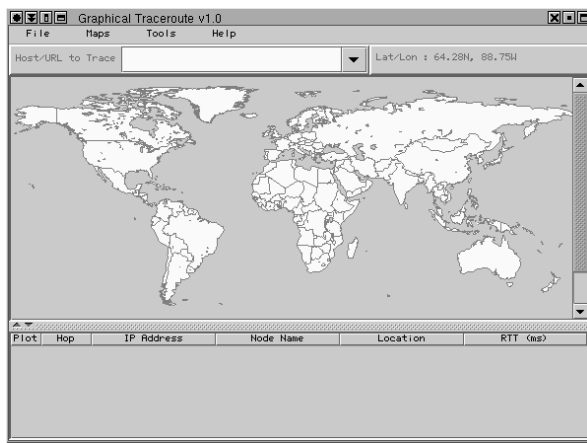 Graphical Traceroute v1.0
File Maps Tools Help
Host/URL to Trace Lat/Lon : 64.28N, 88.75W
Plot Hop IP Address Node Name Location RTT (ms)